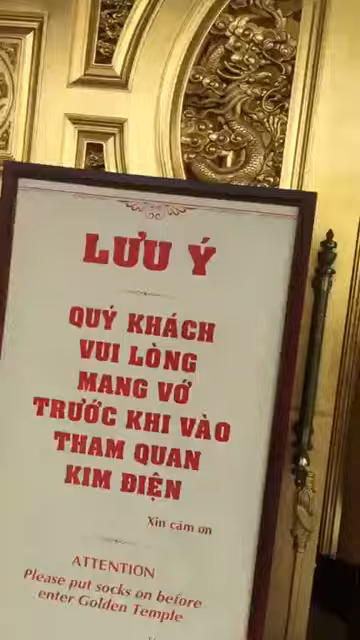 LƯU Ý
QUÝ KHÁCH
VUI LÒNG
MANG VỚ
TRƯỚC KHI VÀO
THAM QUAN
KIM ĐIỆN
Xin cảm ơn
ATTENTION
Please put socks on before
enter Golden Temple